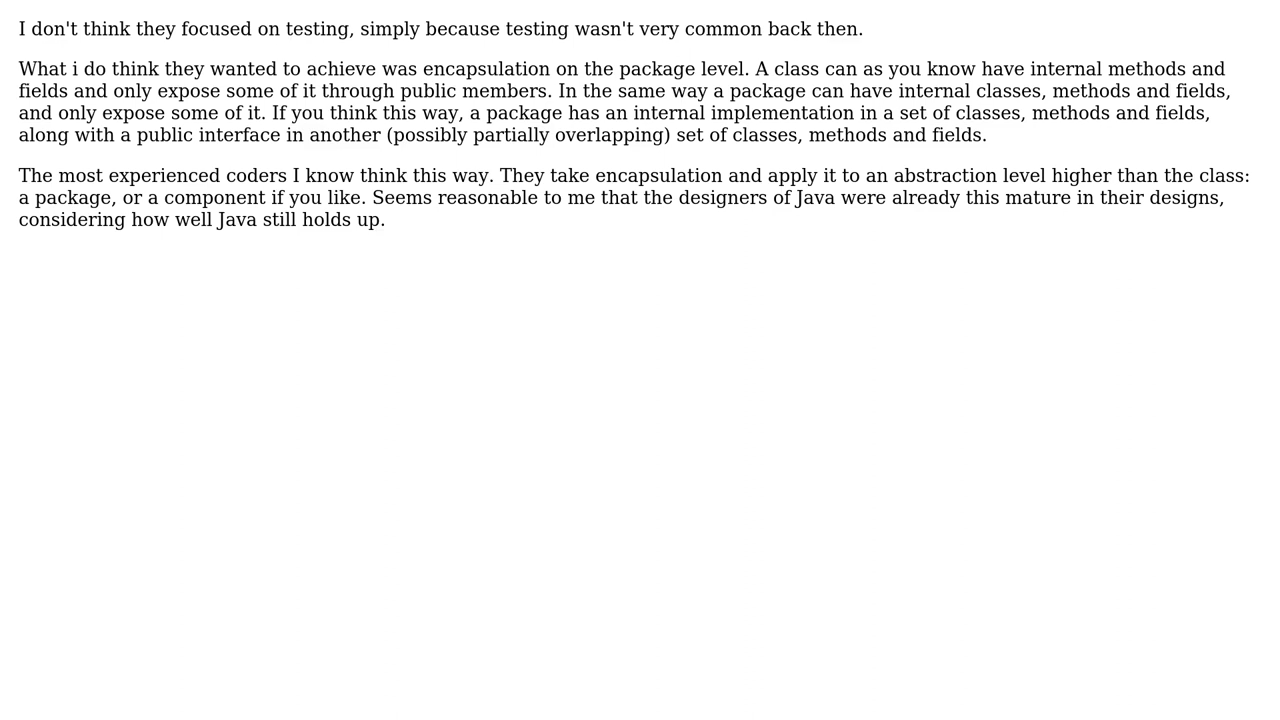 I don't think they focused on testing, simply because testing wasn't very common back then.
What i do think they wanted to achieve was encapsulation on the package level. A class can as you know have internal methods and
fields and only expose some of it through public members. In the same way a package can have internal classes, methods and fields,
and only expose some of it. If you think this way, a package has an internal implementation in a set of classes, methods and fields,
along with a public interface in another (possibly partially overlapping) set of classes, methods and fields.
The most experienced coders I know think this way. They take encapsulation and apply it to an abstraction level higher than the class:
a package, or a component if you like. Seems reasonable to me that the designers of Java were already this mature in their designs,
considering how well Java still holds up.